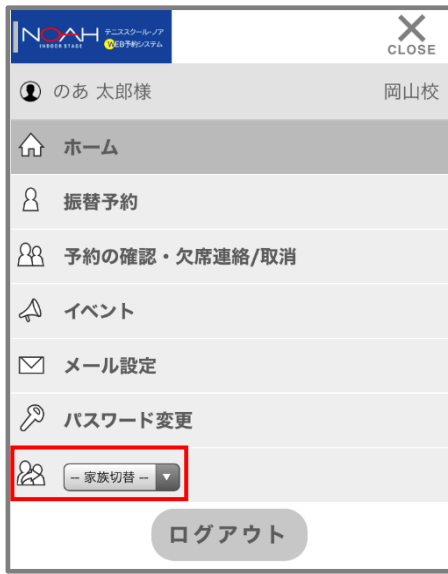 NOAH
INDOOR STAGE
テニススクール・ノア
WEB予約システム
CLOSE
のあ 太郎様
岡山校
ホーム
振替予約
予約の確認・欠席連絡/取消
イベント
メール設定
パスワード変更
-- 家族切替 --
ログアウト